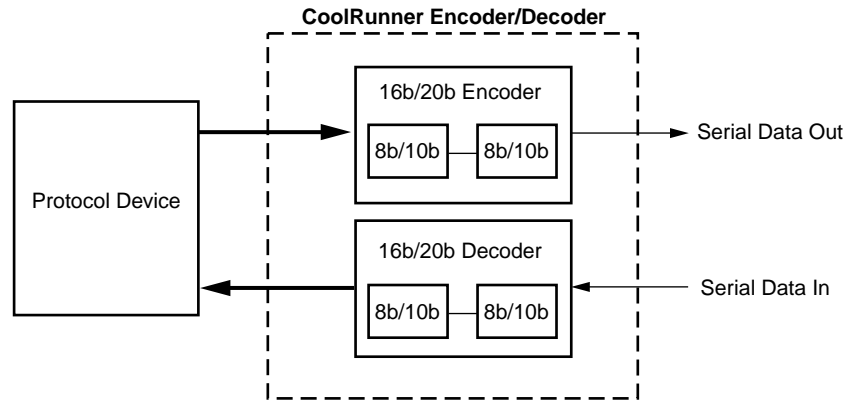 CoolRunner Encoder/Decoder
16b/20b Encoder
8b/10b 8b/10b
Serial Data Out
Protocol Device
16b/20b Decoder
8b/10b 8b/10b
Serial Data In